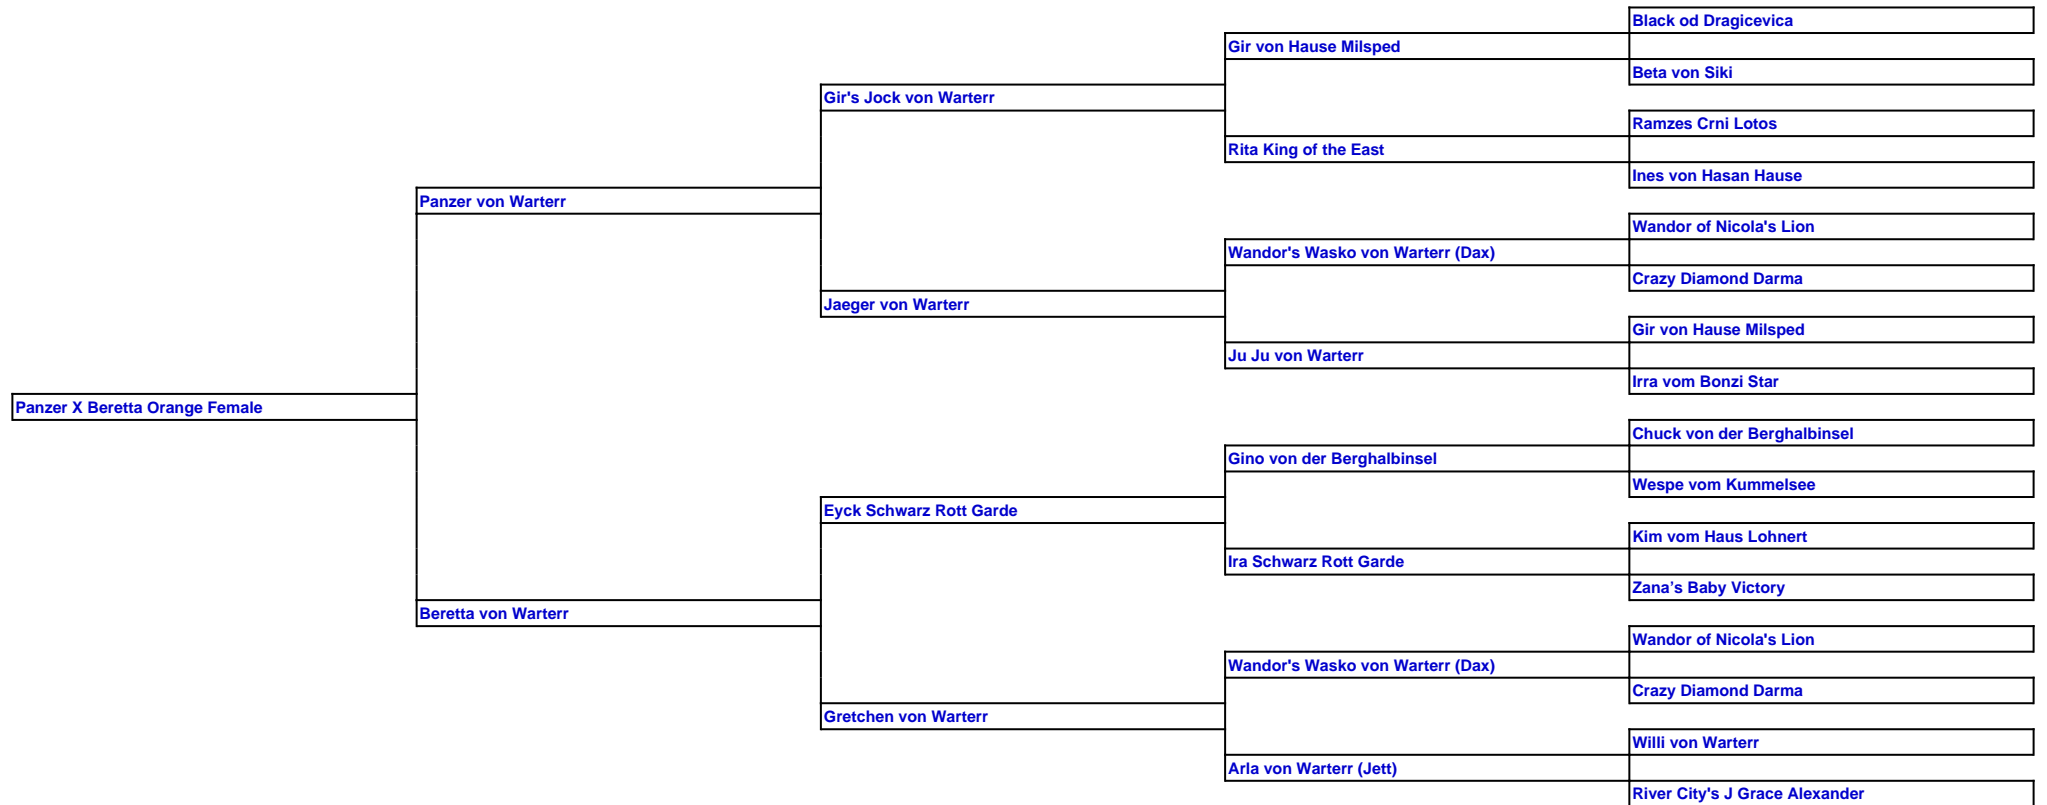 Black od Dragicevica
Gir von Hause Milsped
Beta von Siki
Gir's Jock von Warterr
Ramzes Crni Lotos
Rita King of the East
Ines von Hasan Hause
Panzer von Warterr
Wandor of Nicola's Lion
Wandor's Wasko von Warterr (Dax)
Crazy Diamond Darma
Jaeger von Warterr
Gir von Hause Milsped
Ju Ju von Warterr
Irra vom Bonzi Star
Panzer X Beretta Orange Female
Chuck von der Berghalbinsel
Gino von der Berghalbinsel
Wespe vom Kummelsee
Eyck Schwarz Rott Garde
Kim vom Haus Lohnert
Ira Schwarz Rott Garde
Zana’s Baby Victory
Beretta von Warterr
Wandor of Nicola's Lion
Wandor's Wasko von Warterr (Dax)
Crazy Diamond Darma
Gretchen von Warterr
Willi von Warterr
Arla von Warterr (Jett)
River City's J Grace Alexander